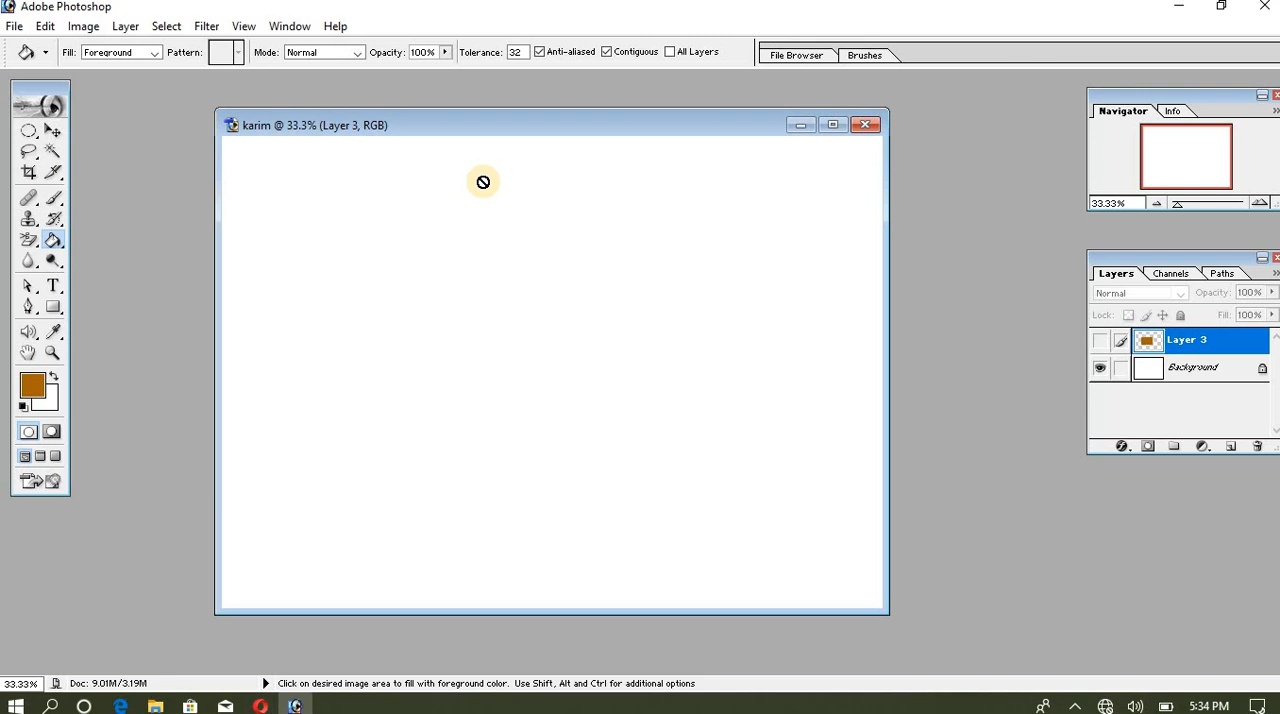 Adobe Photoshop
File Edit Image Layer Select Filter View Window Help
Fill: Foreground Pattern: Mode: Normal Opacity: 100% Tolerance: 32 Anti-aliased Contiguous All Layers File Browser Brushes
karim @ 33.3% (Layer 3, RGB)
Navigator Info
33.33%
Layers Channels Paths
Normal Opacity: 100%
Lock: Fill: 100%
Layer 3
Background
T
33.33% Doc: 9.01M/3.19M Click on desired image area to fill with foreground color. Use Shift, Alt and Ctrl for additional options
5:34 PM